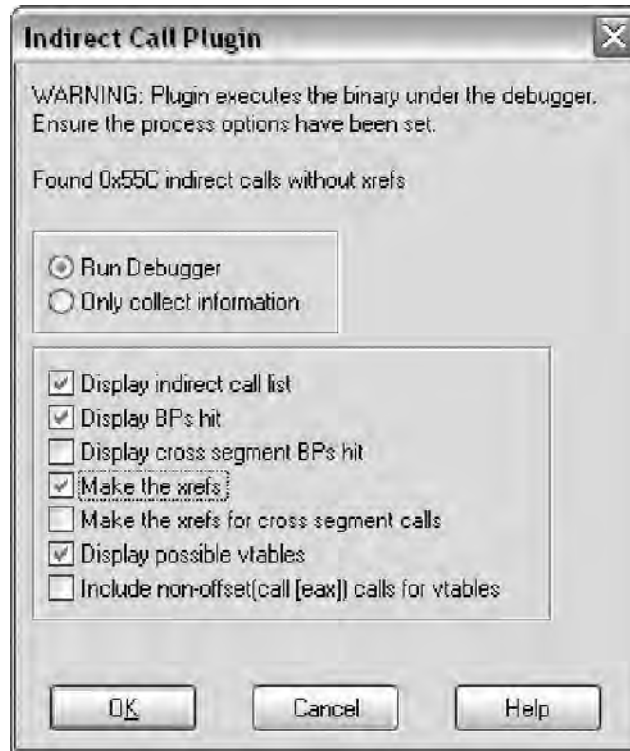 Indirect Call Plugin
WARNING: Plugin executes the binary under the debugger.
Ensure the process options have been set.
Found 0x55C indirect calls without xrefs
Run Debugger
Only collect information
Display indirect call list
Display BPs hit
Display cross segment BPs hit
Make the xrefs
Make the xrefs for cross segment calls
Display possible vtables
Include non-offset(call [eax]) calls for vtables
OK
Cancel
Help